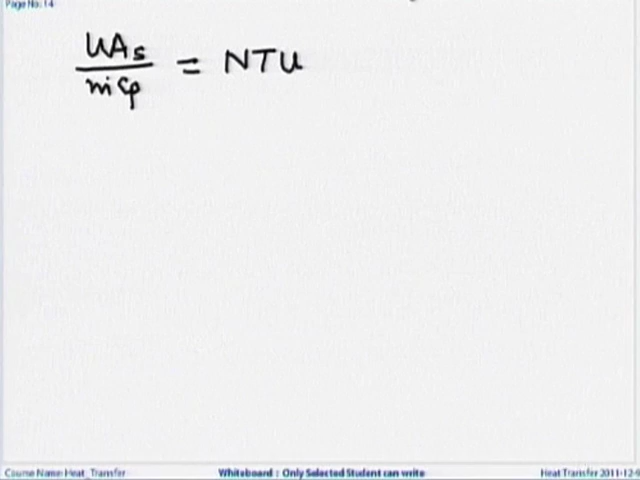 Page No. 14
UAs
ṁcp = NTU
Course Name: Heat_Transfer
Whiteboard : Only Selected Student can write
Heat Transfer 2011-12-